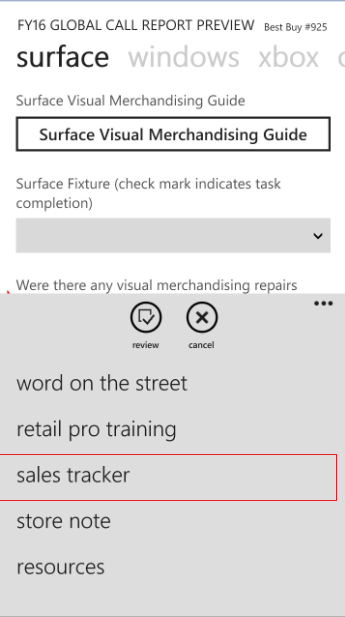 FY16 GLOBAL CALL REPORT PREVIEW Best Buy #925
surface windows xbox
Surface Visual Merchandising Guide
Surface Visual Merchandising Guide
Surface Fixture (check mark indicates task
completion)
Were there any visual merchandising repairs
review cancel
word on the street
retail pro training
sales tracker
store note
resources